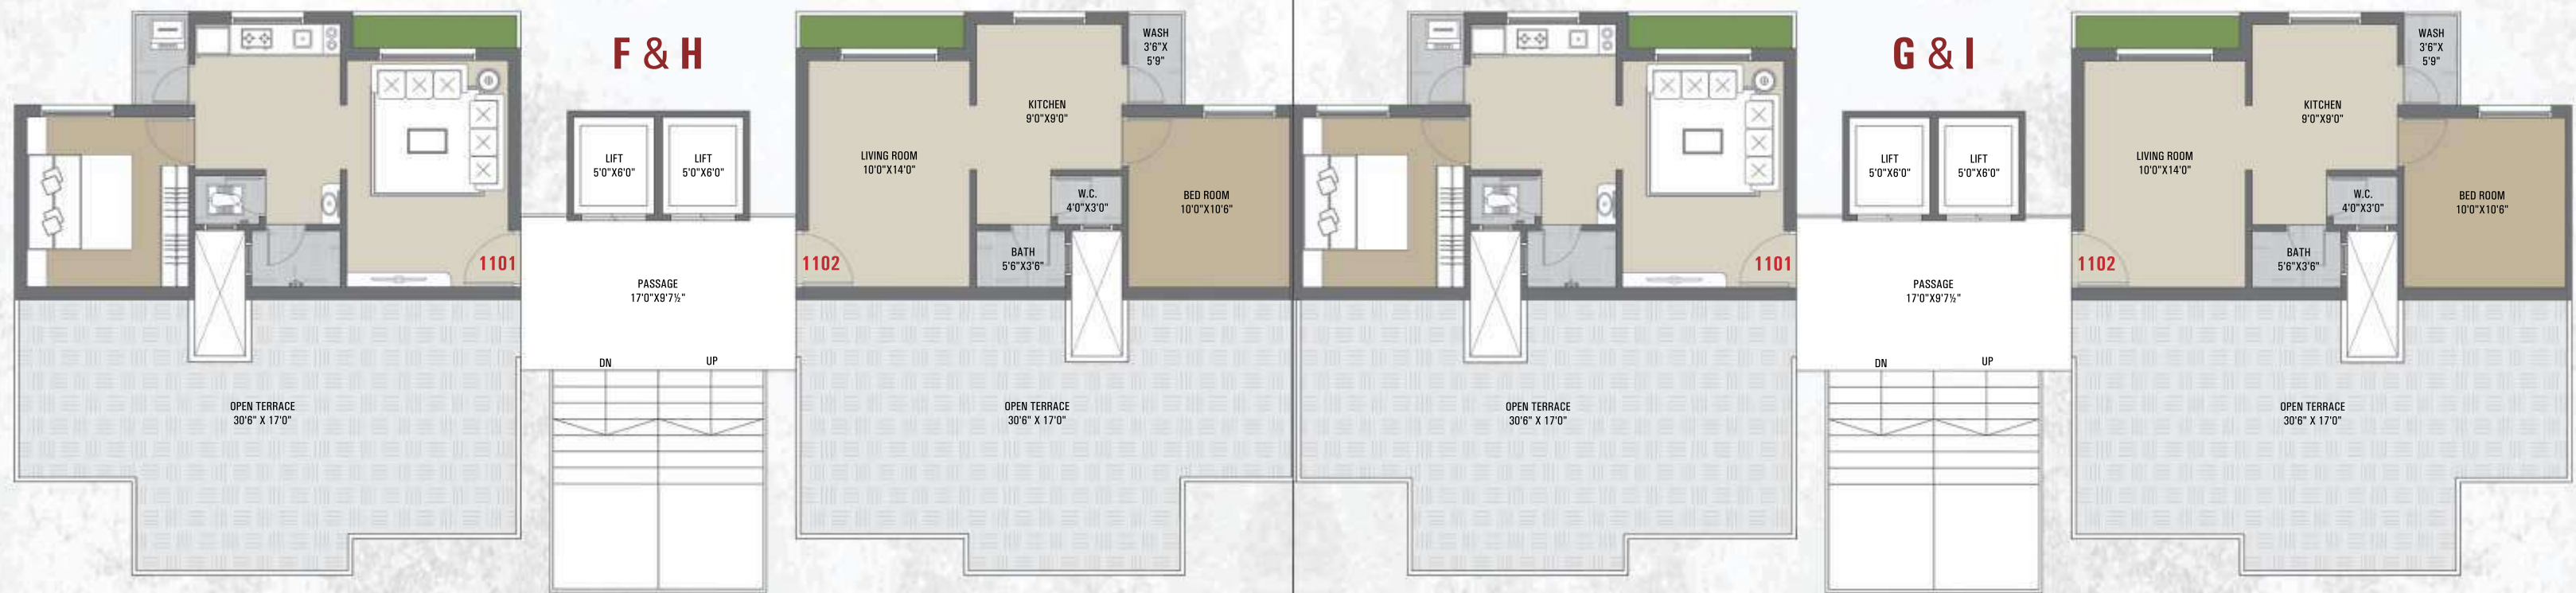 F & H
WASH
3'6"X
5'9"
KITCHEN
9'0"X9'0"
LIFT
5'0"X6'0"
LIFT
5'0"X6'0"
LIVING ROOM
10'0"X14'0"
W.C.
4'0"X3'0"
BED ROOM
10'0"X10'6"
BATH
5'6"X3'6"
1101
1102
PASSAGE
17'0"X9'7½"
DN
UP
OPEN TERRACE
30'6" X 17'0"
OPEN TERRACE
30'6" X 17'0"
G & I
WASH
3'6"X
5'9"
KITCHEN
9'0"X9'0"
LIFT
5'0"X6'0"
LIFT
5'0"X6'0"
LIVING ROOM
10'0"X14'0"
W.C.
4'0"X3'0"
BED ROOM
10'0"X10'6"
BATH
5'6"X3'6"
1101
1102
PASSAGE
17'0"X9'7½"
DN
UP
OPEN TERRACE
30'6" X 17'0"
OPEN TERRACE
30'6" X 17'0"